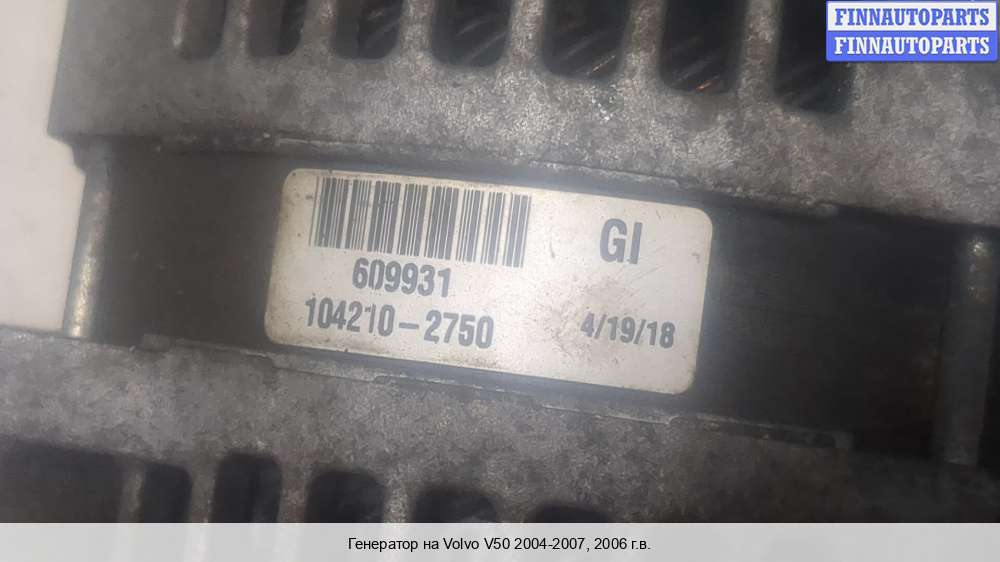 FINNAUTOPARTS
FINNAUTOPARTS
GI
609931
104210-2750
4/19/18
Генератор на Volvo V50 2004-2007, 2006 г.в.